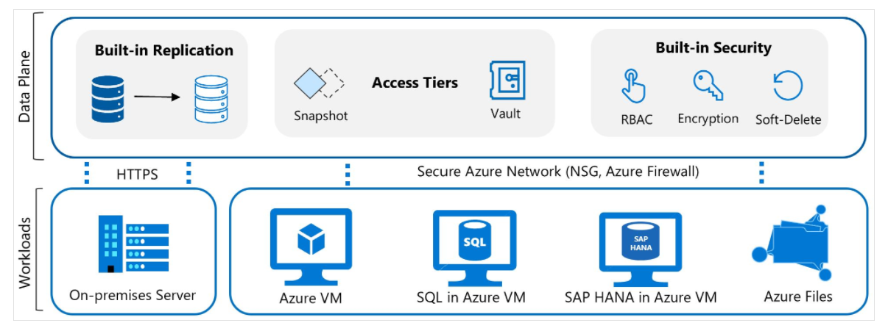 Data Plane
Built-in Replication
Access Tiers
Snapshot
Vault
Built-in Security
RBAC
Encryption
Soft-Delete
HTTPS
Secure Azure Network (NSG, Azure Firewall)
Workloads
On-premises Server
Azure VM
SQL
SQL in Azure VM
SAP
HANA
SAP HANA in Azure VM
Azure Files